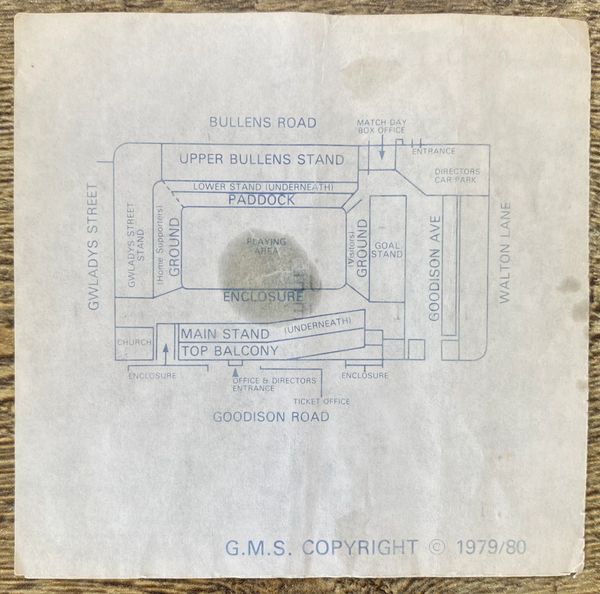 BULLENS ROAD
MATCH DAY
BOX OFFICE
ENTRANCE
UPPER BULLENS STAND
DIRECTORS
CAR PARK
LOWER STAND (UNDERNEATH)
PADDOCK
GWLADYS STREET
GWLADYS STREET
STAND
(Home Supporters)
GROUND
PLAYING
AREA
(Visitors)
GROUND
GOAL
STAND
GOODISON AVE
WALTON LANE
ENCLOSURE
CHURCH
MAIN STAND
(UNDERNEATH)
TOP BALCONY
ENCLOSURE
OFFICE & DIRECTORS
ENTRANCE
ENCLOSURE
TICKET OFFICE
GOODISON ROAD
G.M.S. COPYRIGHT © 1979/80